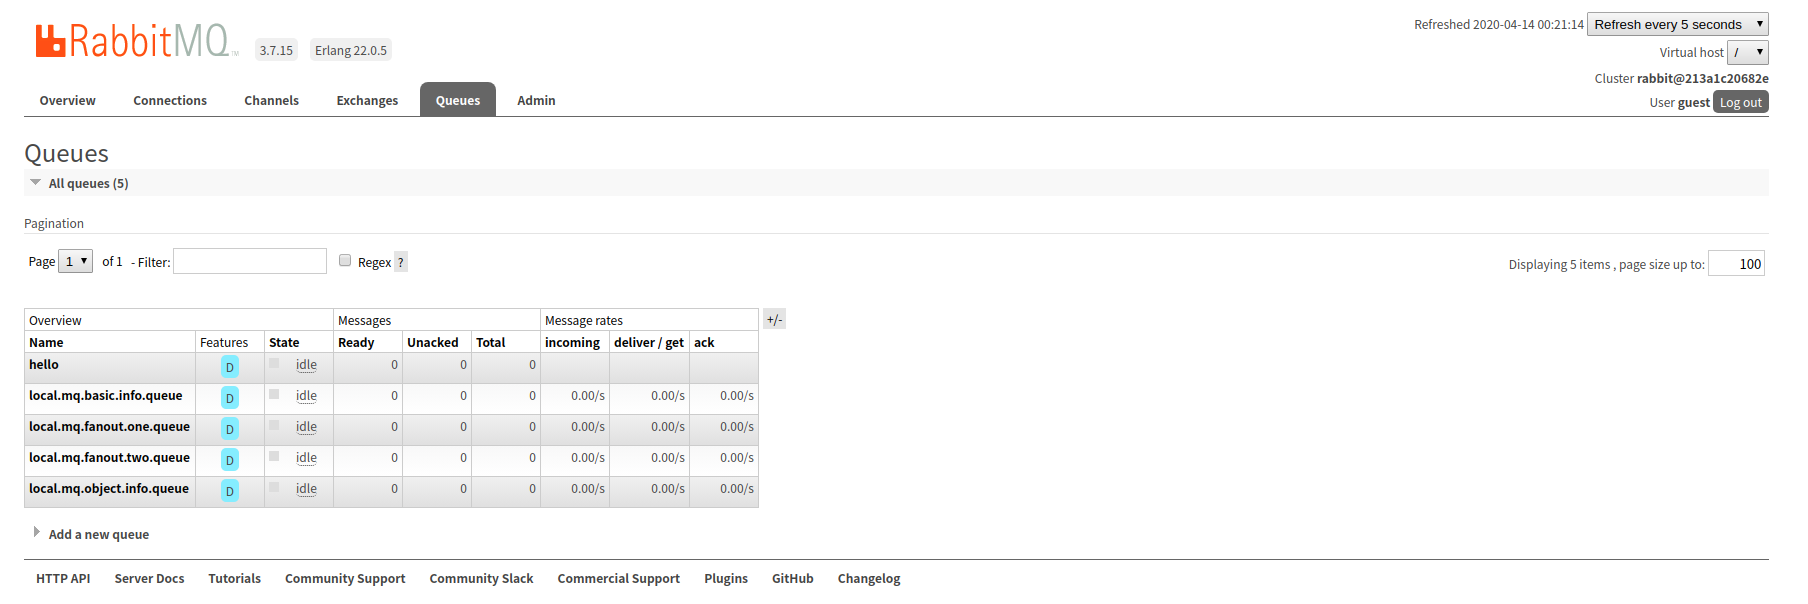 RabbitMQ TM 3.7.15 Erlang 22.0.5
Refreshed 2020-04-14 00:21:14 Refresh every 5 seconds
Virtual host /
Cluster rabbit@213a1c20682e
User guest Log out
Overview Connections Channels Exchanges Queues Admin
Queues
All queues (5)
Pagination
Page 1 of 1 - Filter: Regex ?
Displaying 5 items , page size up to: 100
Overview Messages Message rates +/-
Name Features State Ready Unacked Total incoming deliver / get ack
hello D idle 0 0 0
local.mq.basic.info.queue D idle 0 0 0 0.00/s 0.00/s 0.00/s
local.mq.fanout.one.queue D idle 0 0 0 0.00/s 0.00/s 0.00/s
local.mq.fanout.two.queue D idle 0 0 0 0.00/s 0.00/s 0.00/s
local.mq.object.info.queue D idle 0 0 0 0.00/s 0.00/s 0.00/s
Add a new queue
HTTP API Server Docs Tutorials Community Support Community Slack Commercial Support Plugins GitHub Changelog